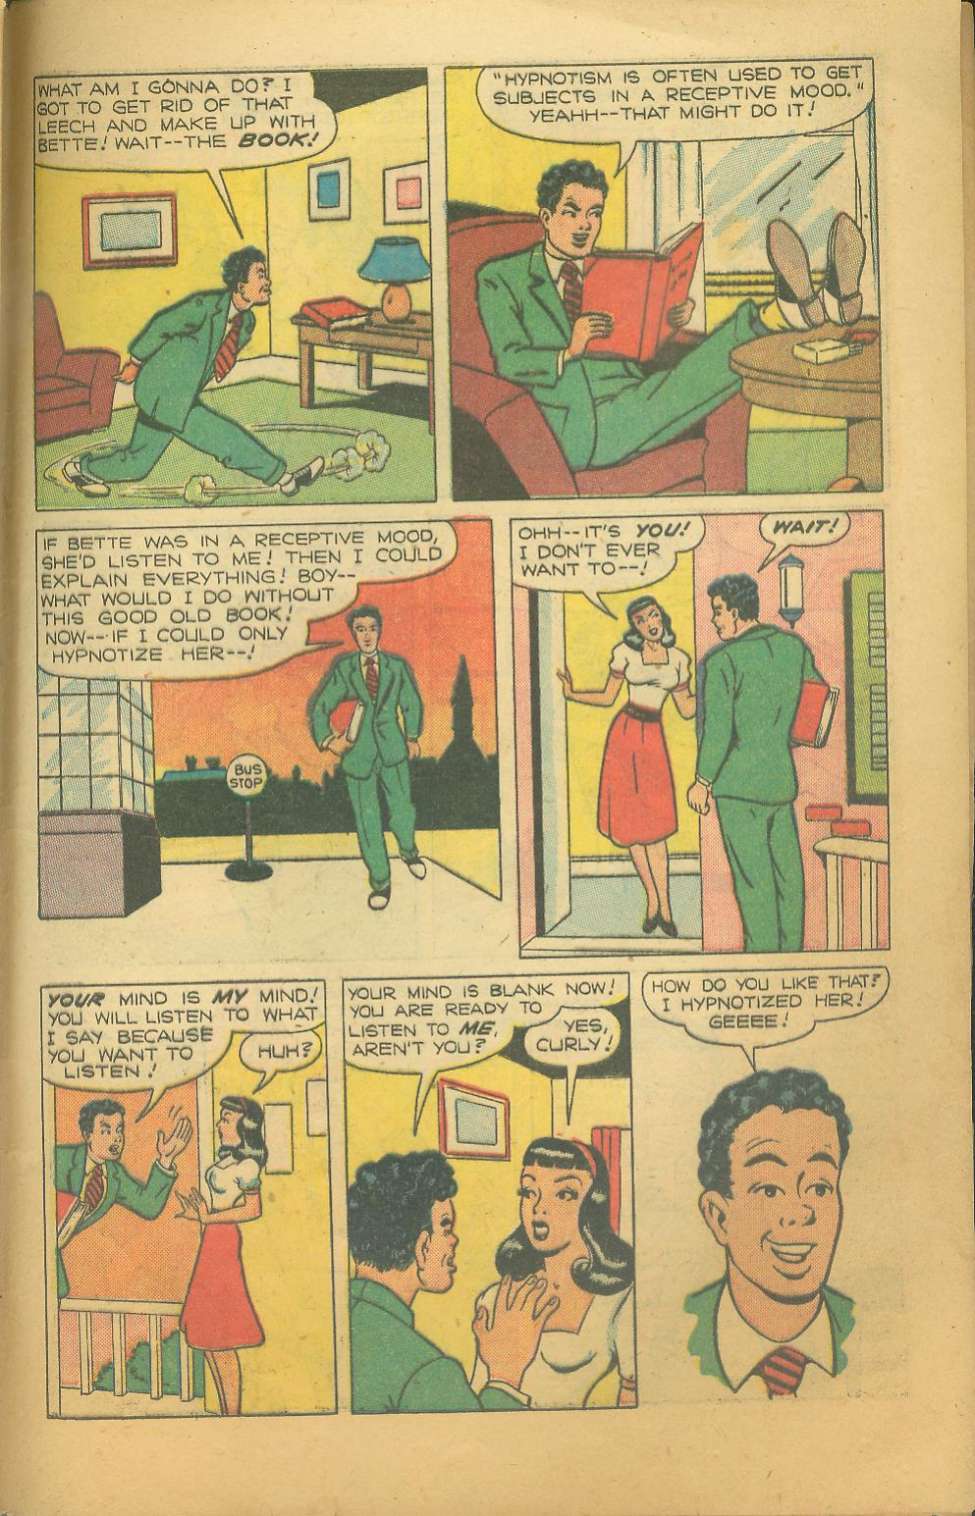 WHAT AM I GONNA DO? I
GOT TO GET RID OF THAT
LEECH AND MAKE UP WITH
BETTE! WAIT--THE BOOK!
"HYPNOTISM IS OFTEN USED TO GET
SUBJECTS IN A RECEPTIVE MOOD."
YEAHH--THAT MIGHT DO IT!
IF BETTE WAS IN A RECEPTIVE MOOD,
SHE'D LISTEN TO ME! THEN I COULD
EXPLAIN EVERYTHING! BOY--
WHAT WOULD I DO WITHOUT
THIS GOOD OLD BOOK!
NOW--IF I COULD ONLY
HYPNOTIZE HER--!
BUS
STOP
OHH--IT'S YOU!
I DON'T EVER
WANT TO--!
WAIT!
YOUR MIND IS MY MIND!
YOU WILL LISTEN TO WHAT
I SAY BECAUSE
YOU WANT TO
LISTEN!
HUH?
YOUR MIND IS BLANK NOW!
YOU ARE READY TO
LISTEN TO ME,
AREN'T YOU?
YES,
CURLY!
HOW DO YOU LIKE THAT?
I HYPNOTIZED HER!
GEEEE!